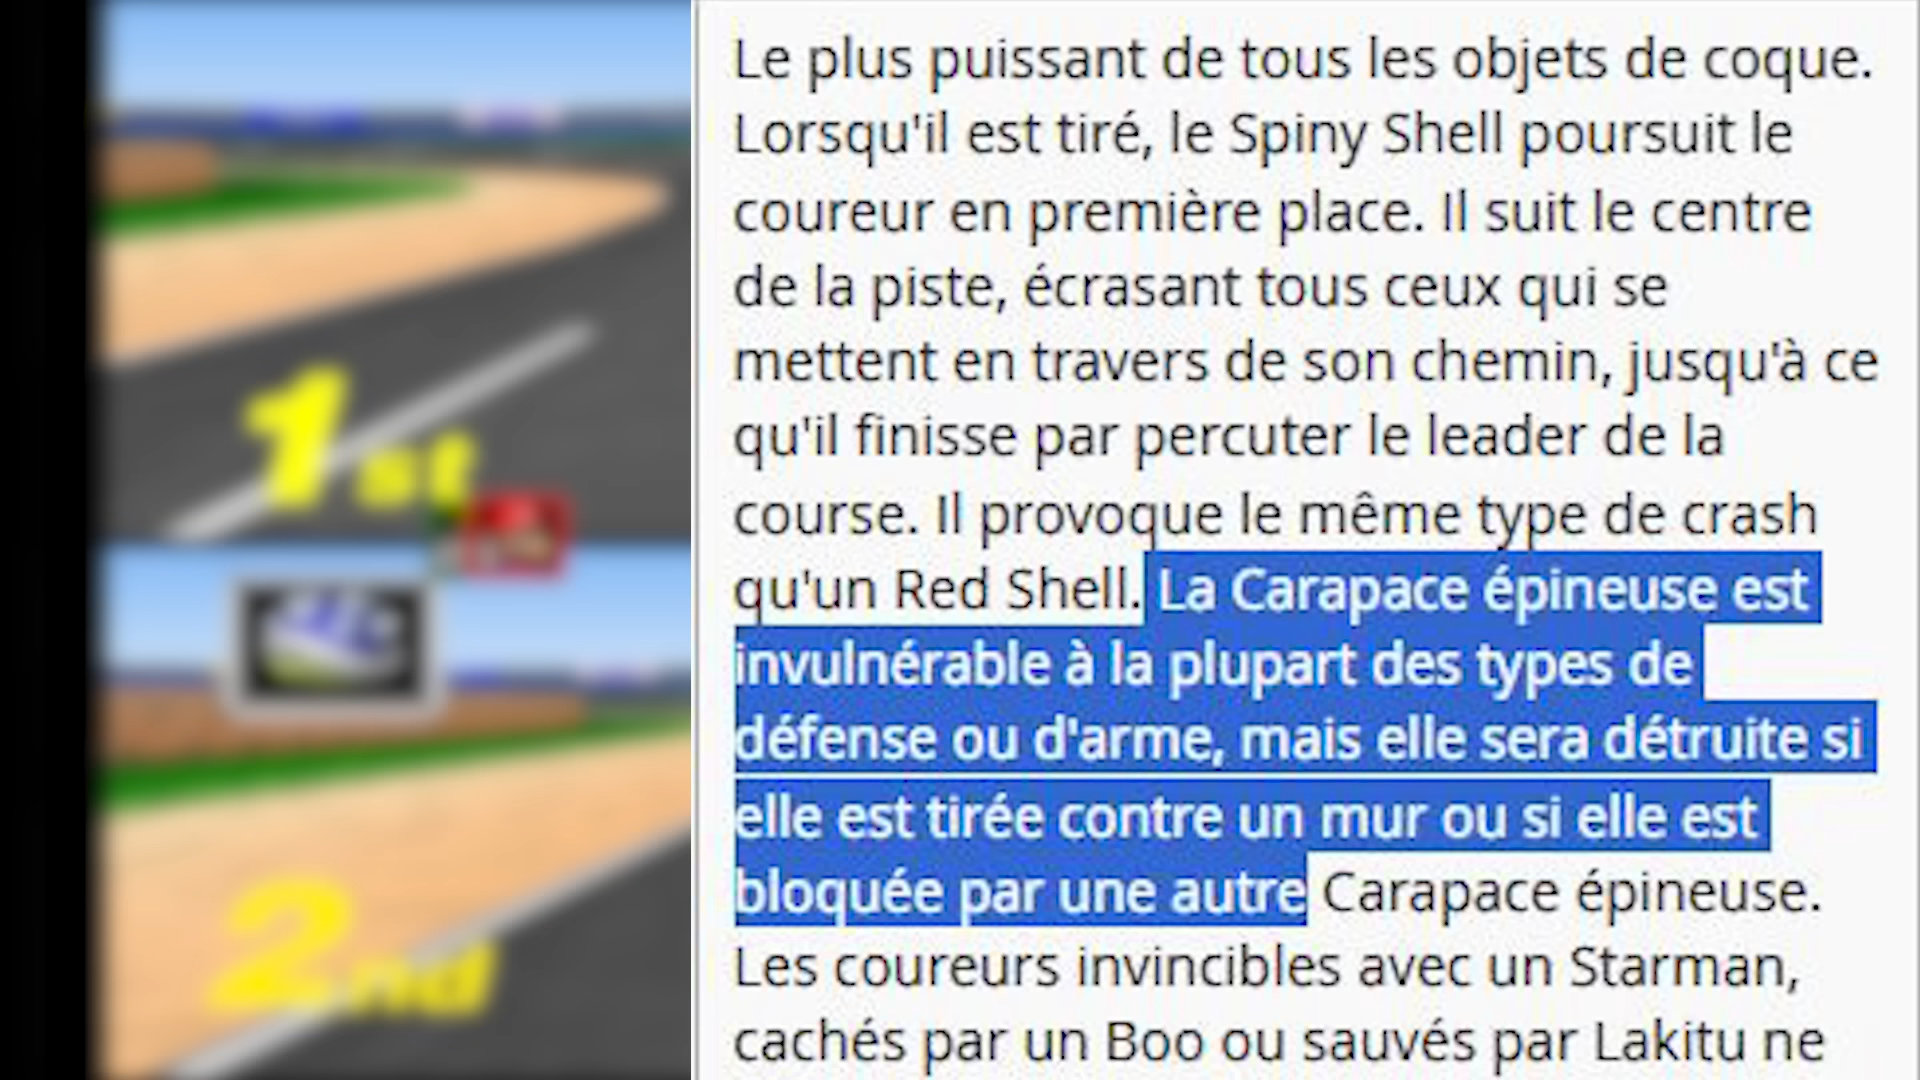 1st
2nd
Le plus puissant de tous les objets de coque.
Lorsqu'il est tiré, le Spiny Shell poursuit le
coureur en première place. Il suit le centre
de la piste, écrasant tous ceux qui se
mettent en travers de son chemin, jusqu'à ce
qu'il finisse par percuter le leader de la
course. Il provoque le même type de crash
qu'un Red Shell. La Carapace épineuse est
invulnérable à la plupart des types de
défense ou d'arme, mais elle sera détruite si
elle est tirée contre un mur ou si elle est
bloquée par une autre Carapace épineuse.
Les coureurs invincibles avec un Starman,
cachés par un Boo ou sauvés par Lakitu ne